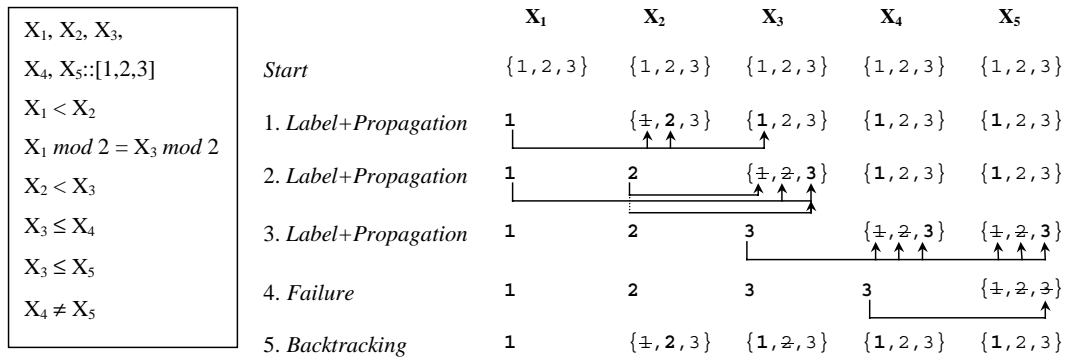 X₁, X₂, X₃,
X₄, X₅::[1,2,3]
X₁ < X₂
X₁ mod 2 = X₃ mod 2
X₂ < X₃
X₃ ≤ X₄
X₃ ≤ X₅
X₄ ≠ X₅
X₁ X₂ X₃ X₄ X₅
Start {1,2,3} {1,2,3} {1,2,3} {1,2,3} {1,2,3}
1. Label+Propagation 1 {1,2,3} {1,2,3} {1,2,3} {1,2,3}
2. Label+Propagation 1 2 {1,2,3} {1,2,3} {1,2,3}
3. Label+Propagation 1 2 3 {1,2,3} {1,2,3}
4. Failure 1 2 3 3 {1,2,3}
5. Backtracking 1 {1,2,3} {1,2,3} {1,2,3} {1,2,3}